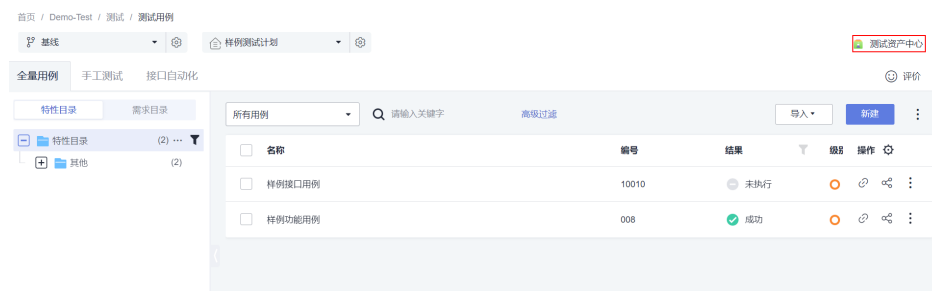 首页 / Demo-Test / 测试 / 测试用例
基线 样例测试计划 测试资产中心
全量用例 手工测试 接口自动化 评价
特性目录 需求目录 所有用例 请输入关键字 高级过滤 导入 新建
特性目录 (2)
其他 (2)
名称 编号 结果 级别 操作
样例接口用例 10010 未执行
样例功能用例 008 成功